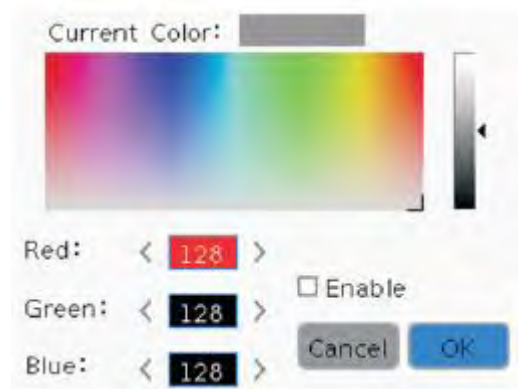 Current Color:
Red: < 128 >
Green: < 128 >
Enable
Blue: < 128 >
Cancel
OK